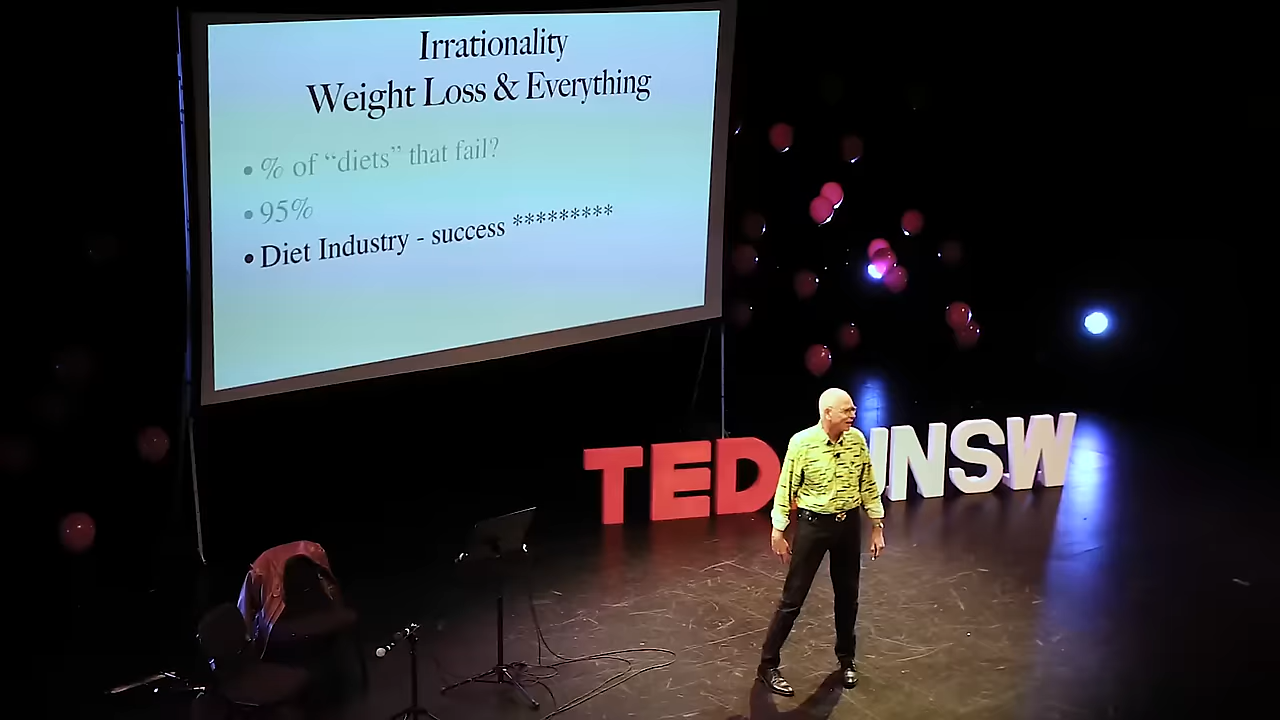 Irrationality
Weight Loss & Everything
• % of “diets” that fail?
• 95%
• Diet Industry - success *********
TED UNSW